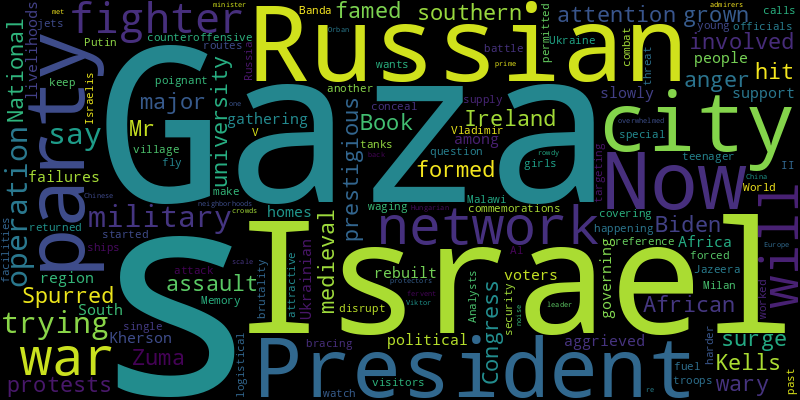 met
minister
fighter
Banda
famed
southern
attention
grown
admirers
calls
jets
Putin
counteroffensive
routes
Russian
Russian
battle
permitted
Ukraine
combat
young
officials
involved
Orban
prime
National
livelihoods
party
keep
Israelis
poignant
another
wants
threat
people
anger
hit
say
major
university
gathering
conceal
supply
slowly
support
Mr
V
Book
Vladimir
Ireland
among
city
one
overwhelmed
special
operation
village
fly
tanks
question
rowdy
girls
teenager
II
failures
make
prestigious
formed
targeting
China
World
Gaza
Now
will
Chinese
neighborhoods
back
Malawi
returned
military
crowds
homes
medieval
waging
Hungarian
commemorations
covering
network
happening
Biden
facilities
started
ships
Ukrainian
AI
preference
Africa
Europe
region
attack
scale
rebuilt
voters
governing
forced
Jazeera
S
Israel
Spurred
assault
brutality
attractive
protectors
fervent
Analysts
security
African
Milan
worked
South
Memory
disrupt
Viktor
noise
leader
trying
Kherson
single
political
Congress
surge
war
Zuma
logistical
bracing
aggrieved
harder
Kells
protests
President
watch
visitors
fuel
troops
wary
past
re